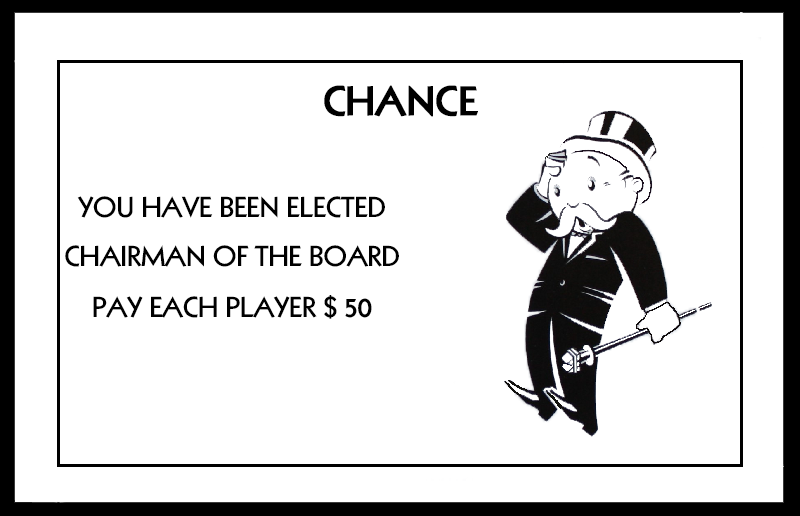 CHANCE
YOU HAVE BEEN ELECTED
CHAIRMAN OF THE BOARD
PAY EACH PLAYER $ 50